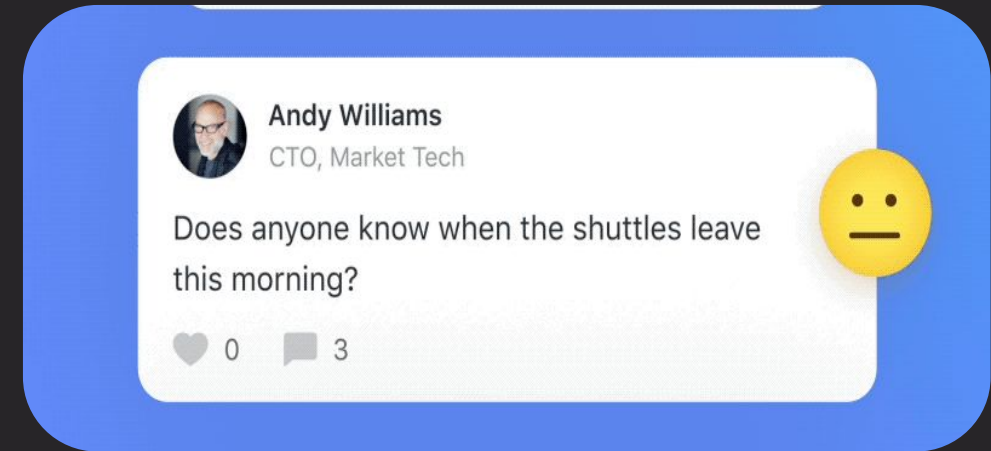 Andy Williams
CTO, Market Tech
Does anyone know when the shuttles leave
this morning?
0 3